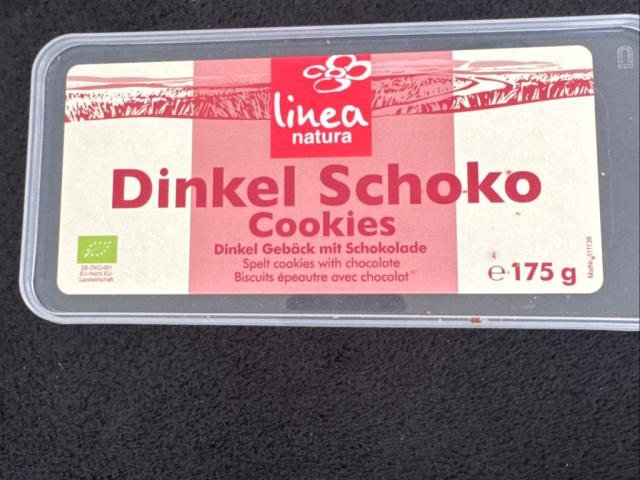 linea
natura
Dinkel Schoko
Cookies
Dinkel Gebäck mit Schokolade
Spelt cookies with chocolate
Biscuits épeautre avec chocolat
DE-ÖKO-001
EU-/Nicht EU-
Landwirtschaft
e 175 g